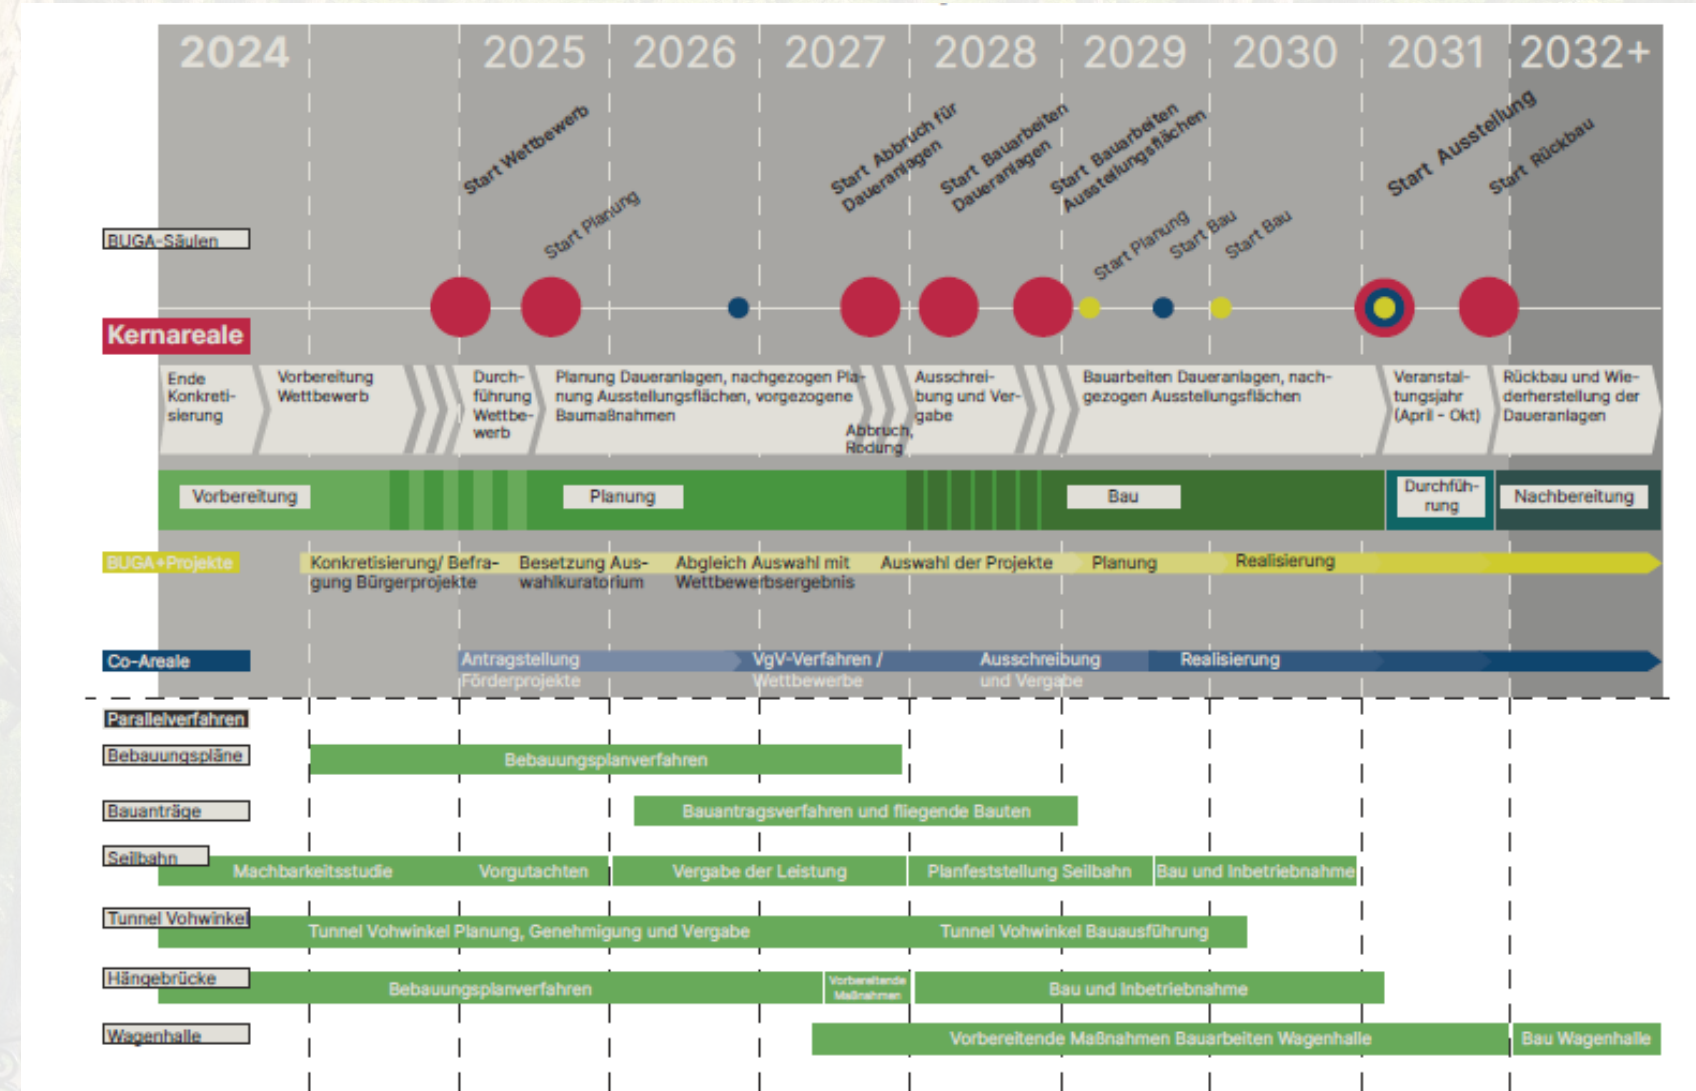 2024
2025
2026
2027
2028
2029
2030
2031
2032+
Start Wettbewerb
Start Planung
Start Abbruch für
Daueranlagen
Start Bauarbeiten
Daueranlagen
Start Bauarbeiten
Ausstellungsflächen
Start Planung
Start Bau
Start Bau
Start Ausstellung
Start Rückbau
BUGA-Säulen
Kernareale
Ende
Konkreti-
sierung
Vorbereitung
Wettbewerb
Durch-
führung
Wettbe-
werb
Planung Daueranlagen, nachgezogen Pla-
nung Ausstellungsflächen, vorgezogene
Baumaßnahmen
Abbruch,
Rodung
Ausschrei-
bung und Ver-
gabe
Bauarbeiten Daueranlagen, nach-
gezogen Ausstellungsflächen
Veranstal-
tungsjahr
(April - Okt)
Rückbau und Wie-
derherstellung der
Daueranlagen
Vorbereitung
Planung
Bau
Durchfüh-
rung
Nachbereitung
BUGA+Projekte
Konkretisierung/ Befra-
gung Bürgerprojekte
Besetzung Aus-
wahlkuratorium
Abgleich Auswahl mit
Wettbewerbsergebnis
Auswahl der Projekte
Planung
Realisierung
Co-Areale
Antragstellung
Förderprojekte
VgV-Verfahren /
Wettbewerbe
Ausschreibung
und Vergabe
Realisierung
Parallelverfahren
Bebauungspläne
Bebauungsplanverfahren
Bauanträge
Bauantragsverfahren und fliegende Bauten
Seilbahn
Machbarkeitsstudie
Vorgutachten
Vergabe der Leistung
Planfeststellung Seilbahn
Bau und Inbetriebnahme
Tunnel Vohwinkel
Tunnel Vohwinkel Planung, Genehmigung und Vergabe
Tunnel Vohwinkel Bauausführung
Hängebrücke
Bebauungsplanverfahren
Vorbereitende
Maßnahmen
Bau und Inbetriebnahme
Wagenhalle
Vorbereitende Maßnahmen Bauarbeiten Wagenhalle
Bau Wagenhalle